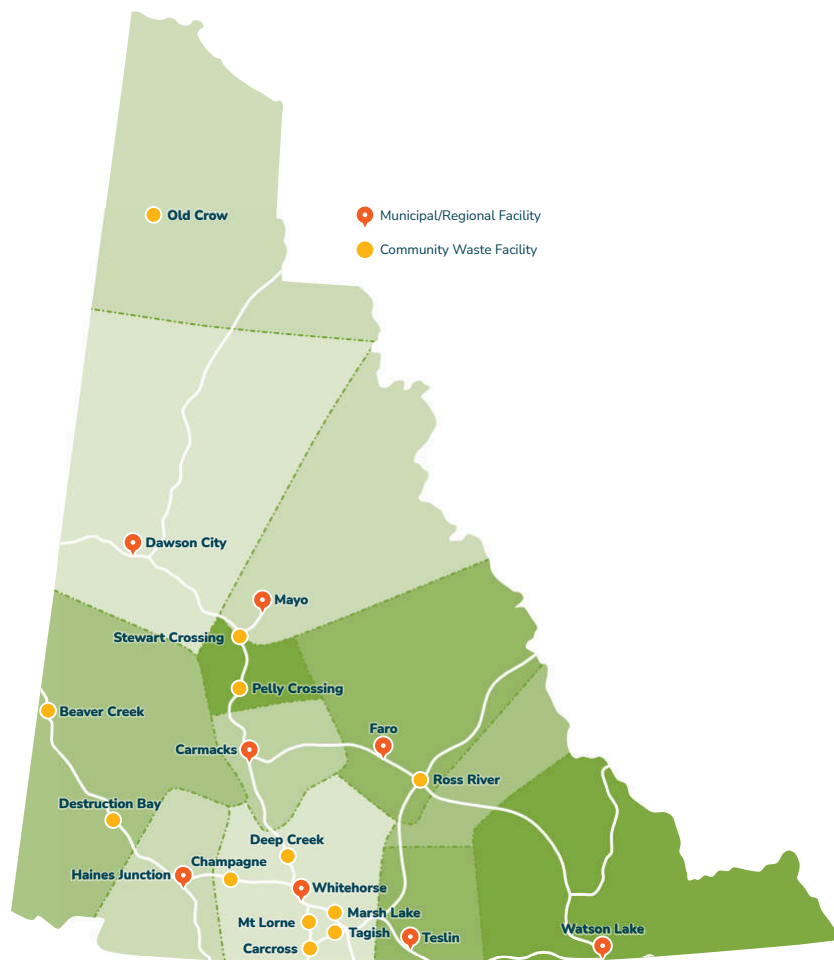 Old Crow
Municipal/Regional Facility
Community Waste Facility
Dawson City
Mayo
Stewart Crossing
Pelly Crossing
Beaver Creek
Faro
Carmacks
Ross River
Destruction Bay
Deep Creek
Champagne
Haines Junction
Whitehorse
Marsh Lake
Mt Lorne
Tagish
Teslin
Watson Lake
Carcross